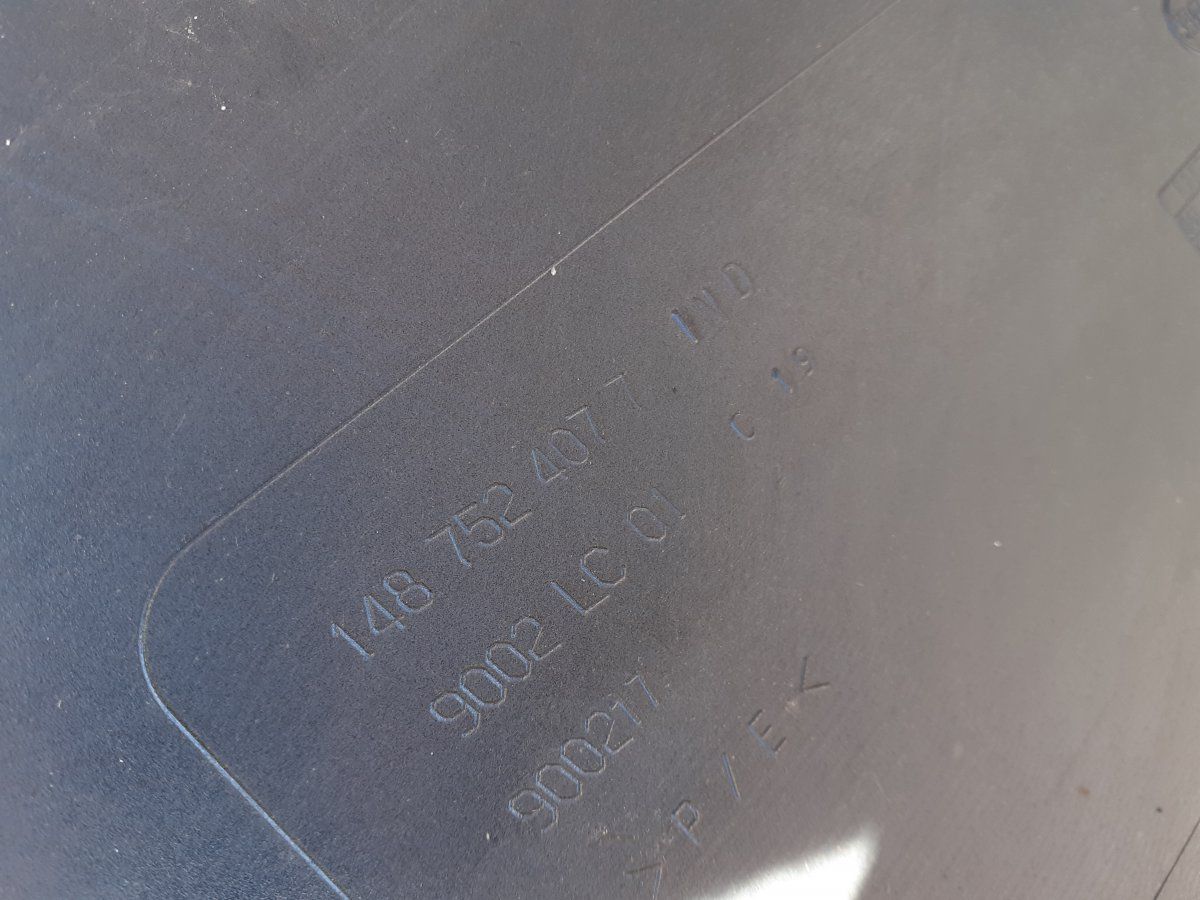 148 752 407 7 IND
9002 LC 01 C 19
900217
>P/E<